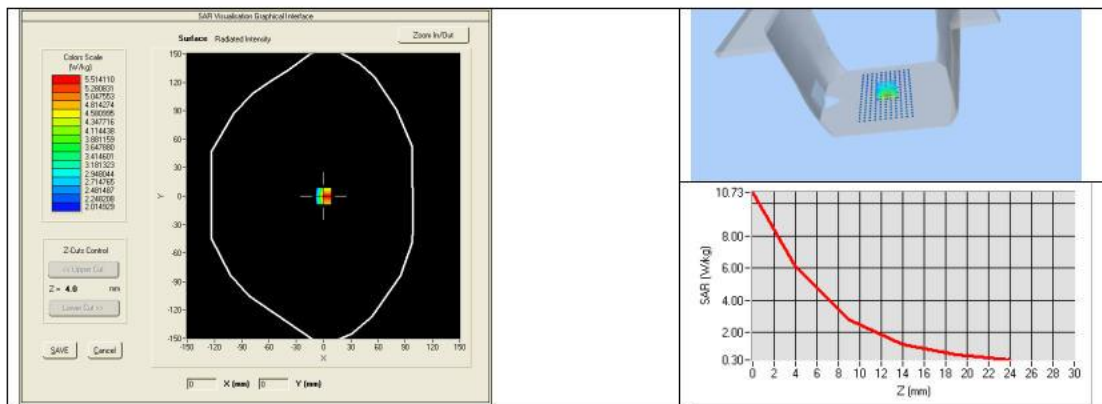 SAR Visualisation Graphical Interface
Surface Radiated Intensity
Zoom In/Out
Colors Scale
(W/kg)
5.514110
5.280831
5.047553
4.814274
4.580995
4.347716
4.114438
3.881159
3.647880
3.414601
3.181323
2.948044
2.714765
2.481487
2.248208
2.014929
Z-Cuts Control
<< Upper Cut
Z = 4.0 mm
Lower Cut >>
SAVE Cancel
150
120
90
60
30
0
-30
-60
-90
-120
-150
Y
-150 -120 -90 -60 -30 0 30 60 90 120 150
X
0 X (mm) 0 Y (mm)
10.73
8.00
6.00
4.00
2.00
0.30
SAR (W/kg)
0 2 4 6 8 10 12 14 16 18 20 22 24 26 28 30
Z (mm)